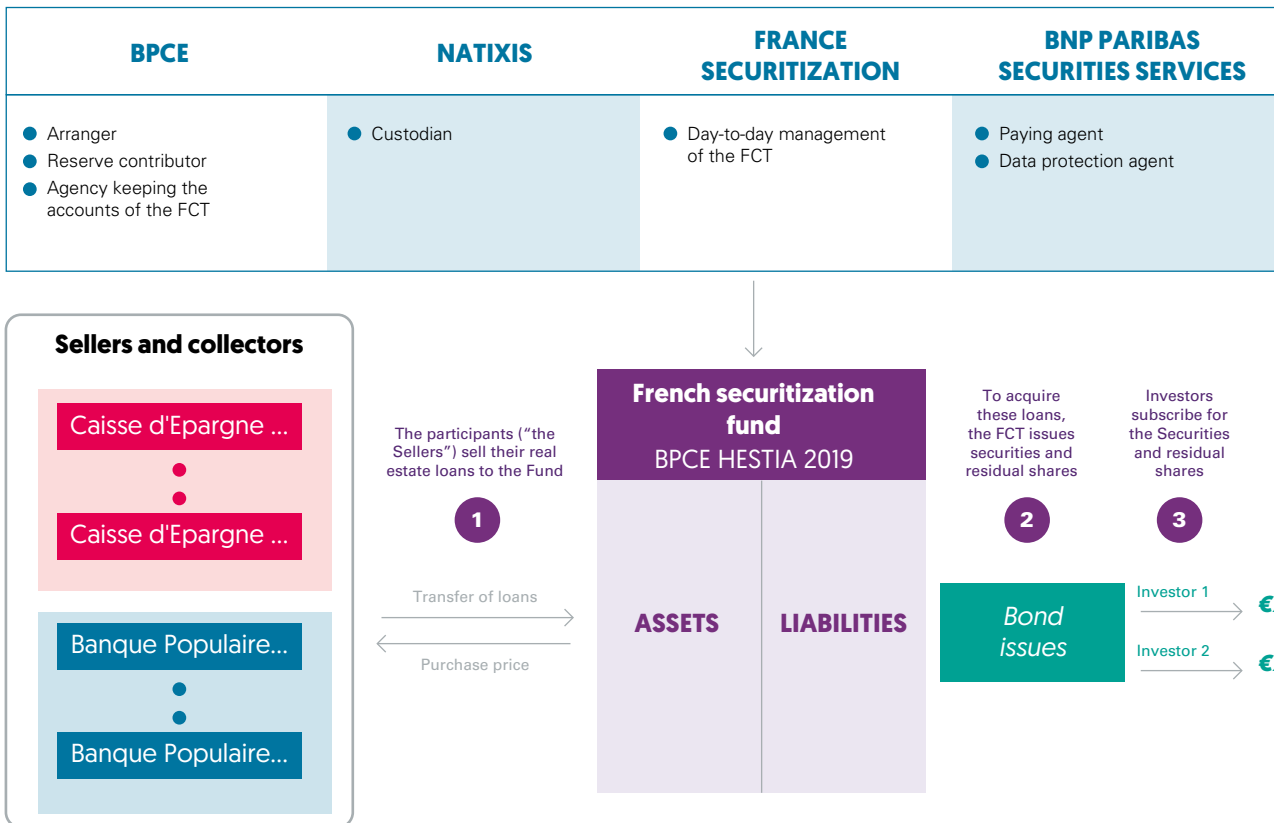 BPCE
NATIXIS
FRANCE
SECURITIZATION
BNP PARIBAS
SECURITIES SERVICES
Arranger
Reserve contributor
Agency keeping the
accounts of the FCT
Custodian
Day-to-day management
of the FCT
Paying agent
Data protection agent
Sellers and collectors
Caisse d'Epargne ...
Caisse d'Epargne ...
Banque Populaire...
Banque Populaire...
The participants (“the
Sellers”) sell their real
estate loans to the Fund
1
Transfer of loans
Purchase price
French securitization
fund
BPCE HESTIA 2019
ASSETS
LIABILITIES
To acquire
these loans,
the FCT issues
securities and
residual shares
2
Investors
subscribe for
the Securities
and residual
shares
3
Bond
issues
Investor 1
€
Investor 2
€